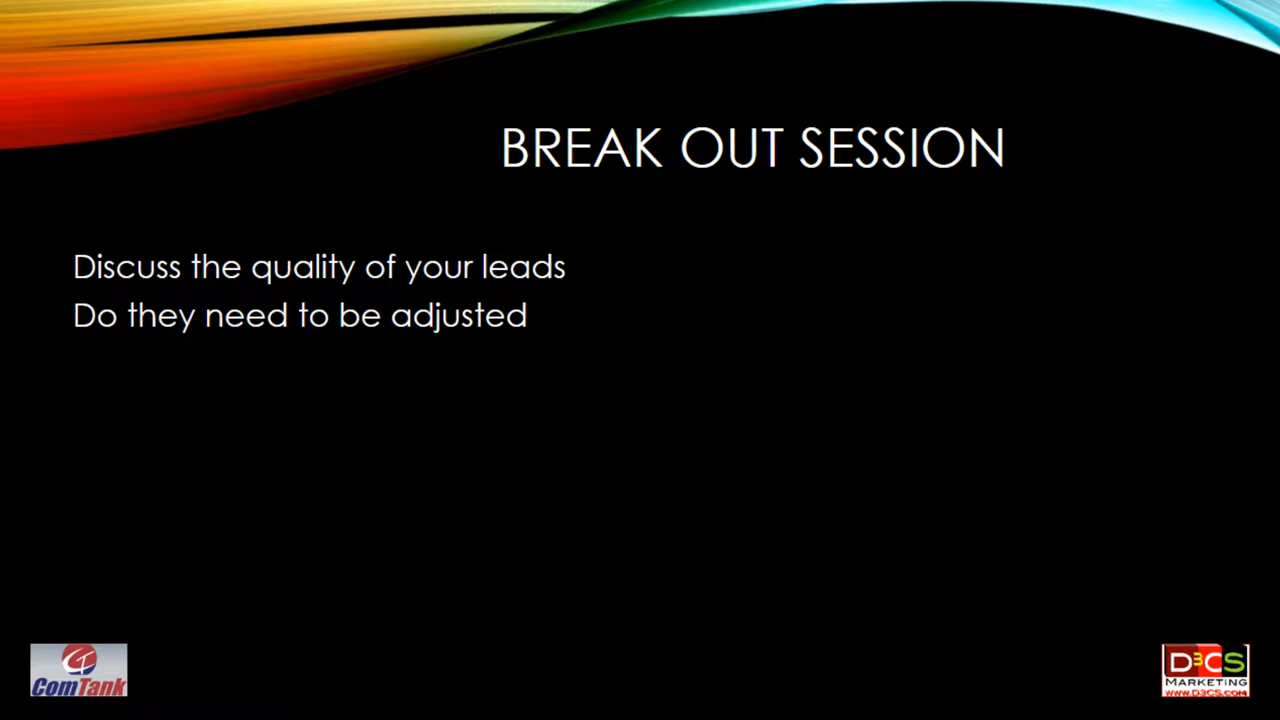 BREAK OUT SESSION
Discuss the quality of your leads
Do they need to be adjusted
ComTank
D3CS
MARKETING
www.D3CS.com